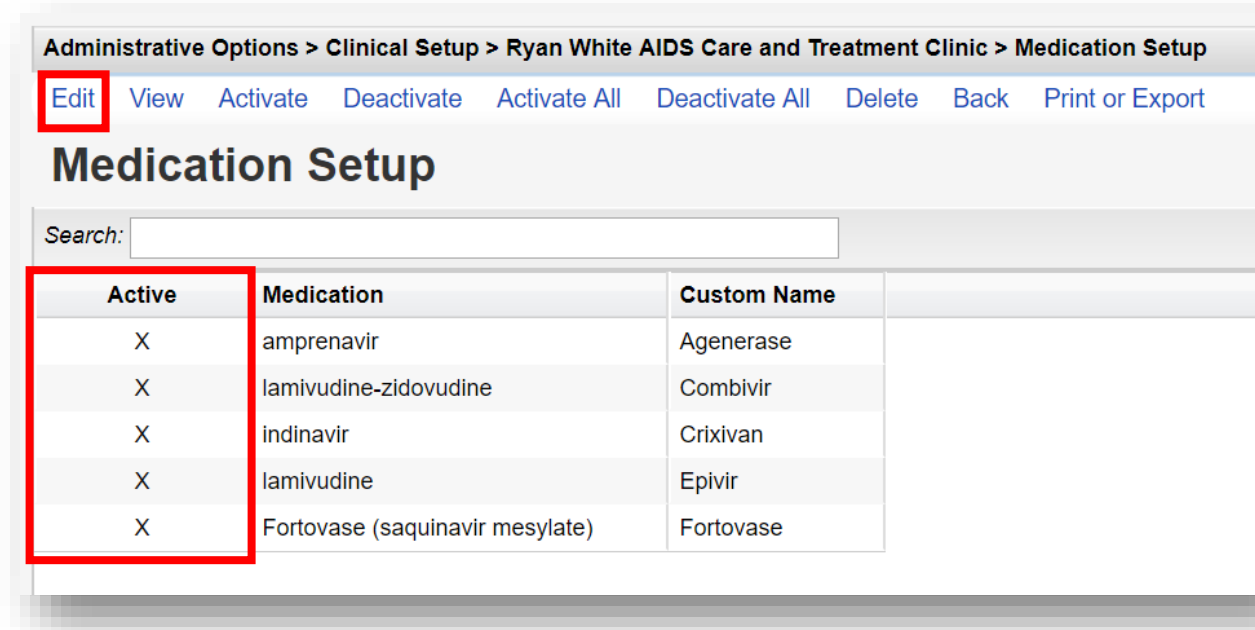 Administrative Options > Clinical Setup > Ryan White AIDS Care and Treatment Clinic > Medication Setup
Edit View Activate Deactivate Activate All Deactivate All Delete Back Print or Export
Medication Setup
Search:
Active Medication Custom Name
X amprenavir Agenerase
X lamivudine-zidovudine Combivir
X indinavir Crixivan
X lamivudine Epivir
X Fortovase (saquinavir mesylate) Fortovase